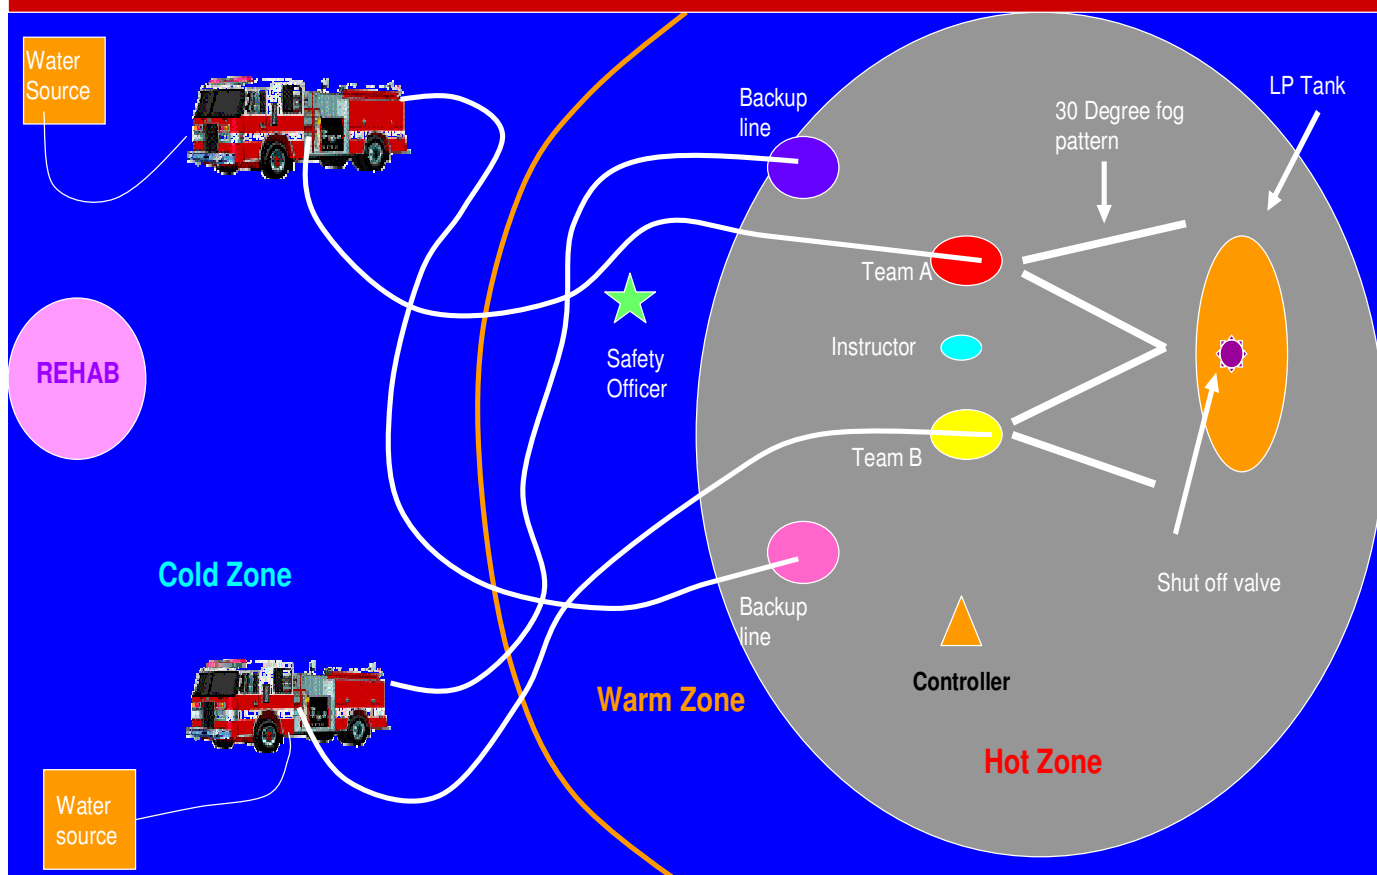 Water
Source
Backup
line
30 Degree fog
pattern
LP Tank
Team A
Instructor
Safety
Officer
REHAB
Team B
Cold Zone
Shut off valve
Backup
line
Controller
Warm Zone
Hot Zone
Water
source